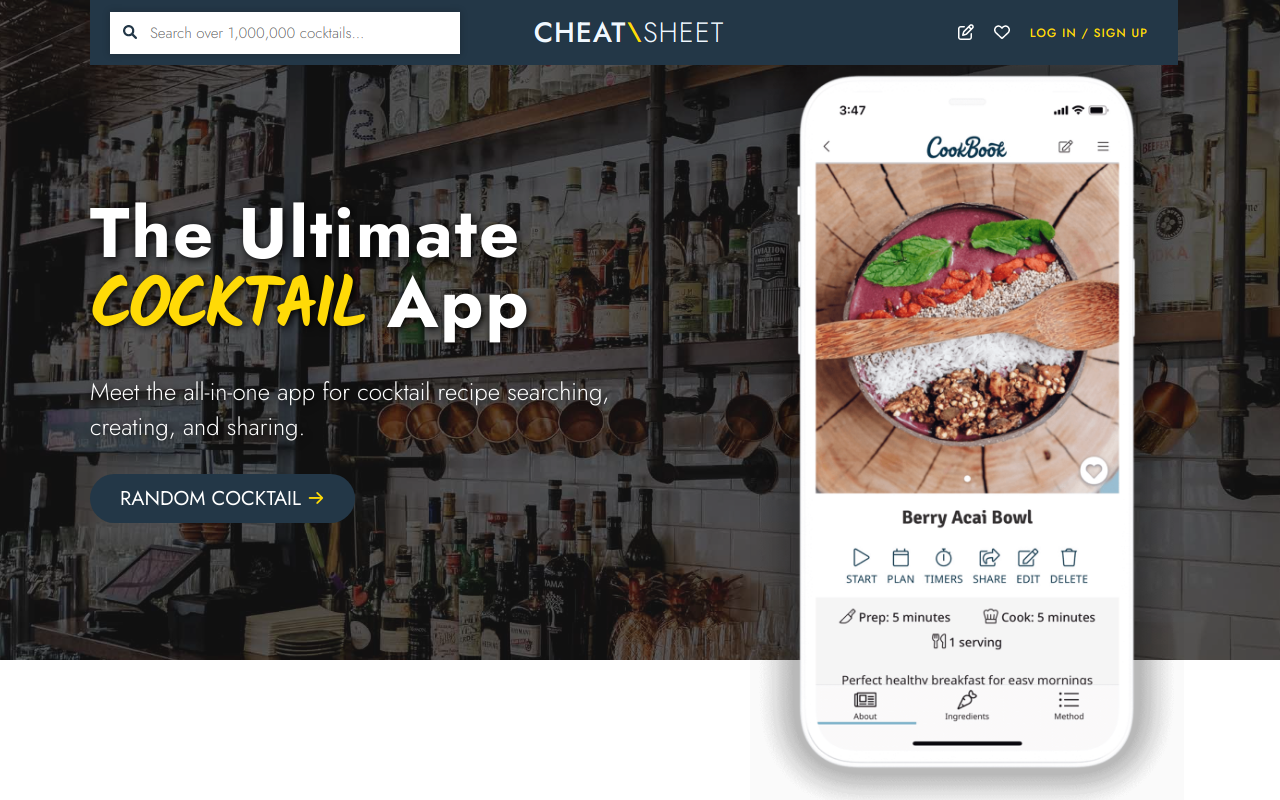 Search over 1,000,000 cocktails...
CHEAT\SHEET
LOG IN / SIGN UP
The Ultimate
COCKTAIL App
Meet the all-in-one app for cocktail recipe searching,
creating, and sharing.
RANDOM COCKTAIL →
3:47
CookBook
Berry Acai Bowl
START PLAN TIMERS SHARE EDIT DELETE
Prep: 5 minutes Cook: 5 minutes
1 serving
Perfect healthy breakfast for easy mornings
About Ingredients Method